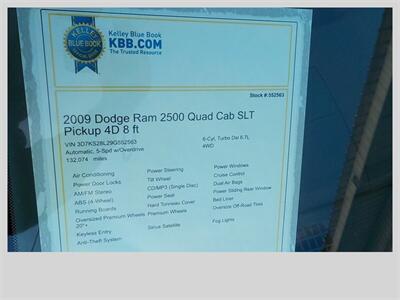 KELLEY
BLUE BOOK
Kelley Blue Book
KBB.COM
The Trusted Resource
Stock #:552563
2009 Dodge Ram 2500 Quad Cab SLT
Pickup 4D 8 ft
VIN 3D7KS28L29G552563 6-Cyl, Turbo Dsl 6.7L
Automatic, 5-Spd w/Overdrive 4WD
132,074 miles
Air Conditioning Power Steering Power Windows
Power Door Locks Tilt Wheel Cruise Control
AM/FM Stereo CD/MP3 (Single Disc) Dual Air Bags
ABS (4-Wheel) Power Seat Power Sliding Rear Window
Running Boards Hard Tonneau Cover Bed Liner
Oversized Premium Wheels Premium Wheels Oversize Off-Road Tires
20"+
Keyless Entry Sirius Satellite Fog Lights
Anti-Theft System